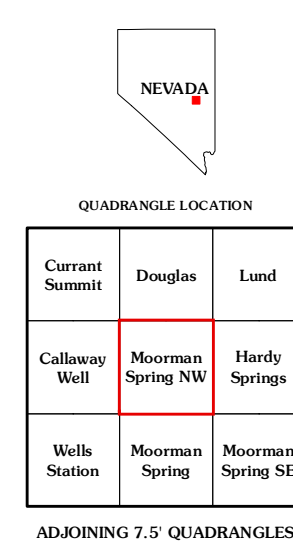 NEVADA
QUADRANGLE LOCATION
Currant
Summit
Douglas
Lund
Callaway
Well
Moorman
Spring NW
Hardy
Springs
Wells
Station
Moorman
Spring
Moorman
Spring SE
ADJOINING 7.5' QUADRANGLES